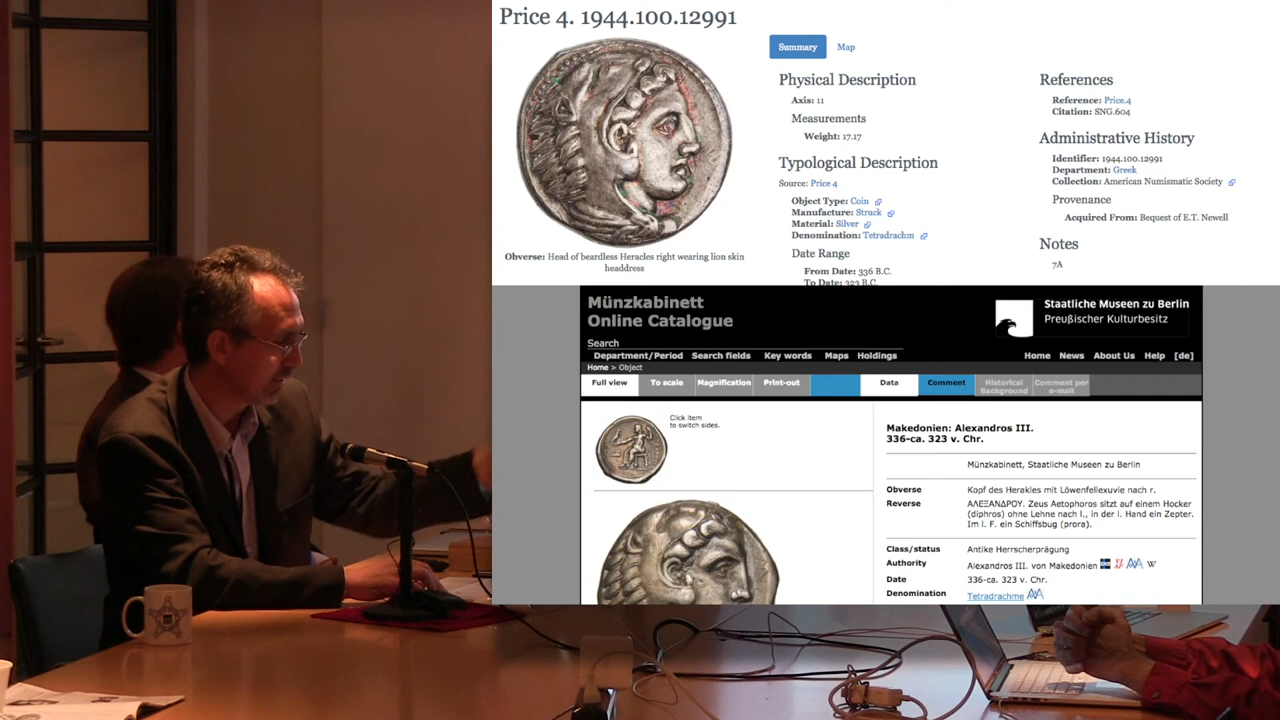 Price 4. 1944.100.12991
Obverse: Head of beardless Heracles right wearing lion skin
headdress
Summary
Map
Physical Description
Axis: 11
Measurements
Weight: 17.17
Typological Description
Source: Price 4
Object Type: Coin
Manufacture: Struck
Material: Silver
Denomination: Tetradrachm
Date Range
From Date: 336 B.C.
To Date: 323 B.C.
References
Reference: Price.4
Citation: SNG.604
Administrative History
Identifier: 1944.100.12991
Department: Greek
Collection: American Numismatic Society
Provenance
Acquired From: Bequest of E.T. Newell
Notes
7A
Münzkabinett
Online Catalogue
Staatliche Museen zu Berlin
Preußischer Kulturbesitz
Search
Department/Period Search fields Key words Maps Holdings
Home News About Us Help [de]
Home > Object
Full view To scale Magnification Print-out Data Comment Historical Background Comment per e-mail
Click item
to switch sides.
Makedonien: Alexandros III.
336-ca. 323 v. Chr.
Münzkabinett, Staatliche Museen zu Berlin
Obverse Kopf des Herakles mit Löwenfellexuvie nach r.
Reverse ΑΛΕΞΑΝΔΡΟΥ. Zeus Aetophoros sitzt auf einem Hocker
(diphros) ohne Lehne nach l., in der l. Hand ein Zepter.
Im l. F. ein Schiffsbug (prora).
Class/status Antike Herrscherprägung
Authority Alexandros III. von Makedonien W
Date 336-ca. 323 v. Chr.
Denomination Tetradrachme